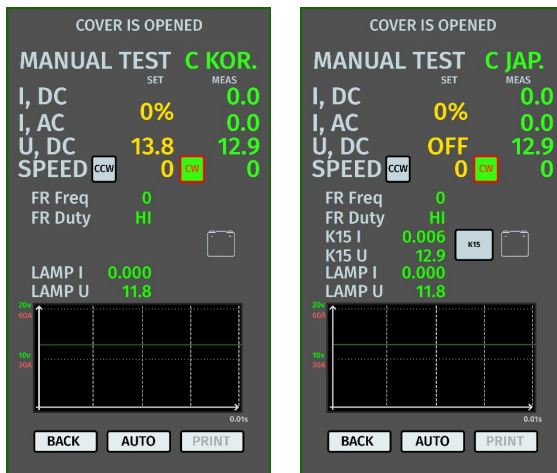 COVER IS OPENED
MANUAL TEST C KOR.
SET MEAS
I, DC 0.0
0%
I, AC 0.0
U, DC 13.8 12.9
SPEED CCW 0 CW 0
FR Freq 0
FR Duty HI
LAMP I 0.000
LAMP U 11.8
20v
60A
10v
30A
0.01s
BACK AUTO PRINT
COVER IS OPENED
MANUAL TEST C JAP.
SET MEAS
I, DC 0.0
0%
I, AC 0.0
U, DC OFF 12.9
SPEED CCW 0 CW 0
FR Freq 0
FR Duty HI
K15 I 0.006 K15
K15 U 12.9
LAMP I 0.000
LAMP U 11.8
20v
60A
10v
30A
0.01s
BACK AUTO PRINT